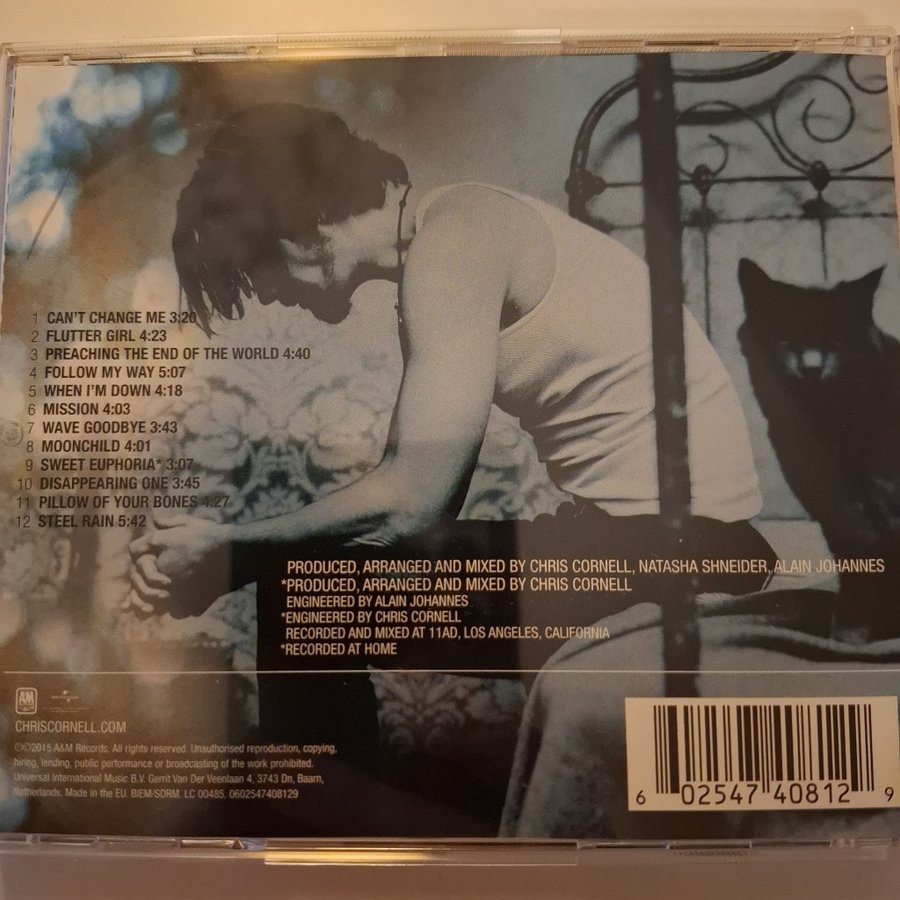 1 CAN'T CHANGE ME 3:20
2 FLUTTER GIRL 4:23
3 PREACHING THE END OF THE WORLD 4:40
4 FOLLOW MY WAY 5:07
5 WHEN I'M DOWN 4:18
6 MISSION 4:03
7 WAVE GOODBYE 3:43
8 MOONCHILD 4:01
9 SWEET EUPHORIA* 3:07
10 DISAPPEARING ONE 3:45
11 PILLOW OF YOUR BONES 4:27
12 STEEL RAIN 5:42
PRODUCED, ARRANGED AND MIXED BY CHRIS CORNELL, NATASHA SHNEIDER, ALAIN JOHANNES
*PRODUCED, ARRANGED AND MIXED BY CHRIS CORNELL
ENGINEERED BY ALAIN JOHANNES
*ENGINEERED BY CHRIS CORNELL
RECORDED AND MIXED AT 11AD, LOS ANGELES, CALIFORNIA
*RECORDED AT HOME
A&M
CHRISCORNELL.COM
℗©2015 A&M Records. All rights reserved. Unauthorised reproduction, copying,
hiring, lending, public performance or broadcasting of the work prohibited.
Universal International Music B.V. Gerrit Van Der Veenlaan 4, 3743 Dn, Baarn,
Netherlands. Made in the EU BIEM/SDRM. LC 00485. 0602547408129
6 02547 40812 9